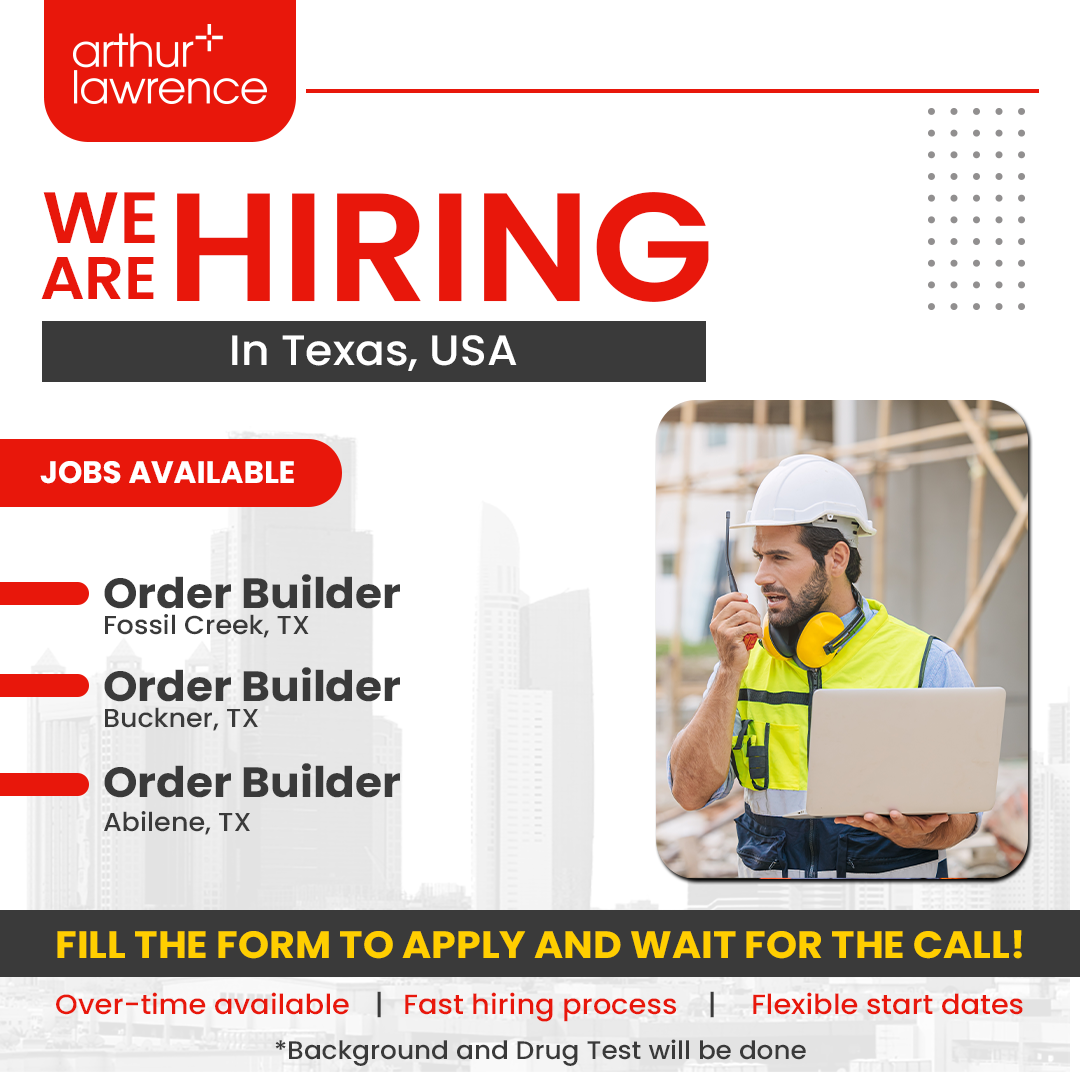 arthur
lawrence
WE
ARE
HIRING
In Texas, USA
JOBS AVAILABLE
Order Builder
Fossil Creek, TX
Order Builder
Buckner, TX
Order Builder
Abilene, TX
FILL THE FORM TO APPLY AND WAIT FOR THE CALL!
Over-time available | Fast hiring process | Flexible start dates
*Background and Drug Test will be done